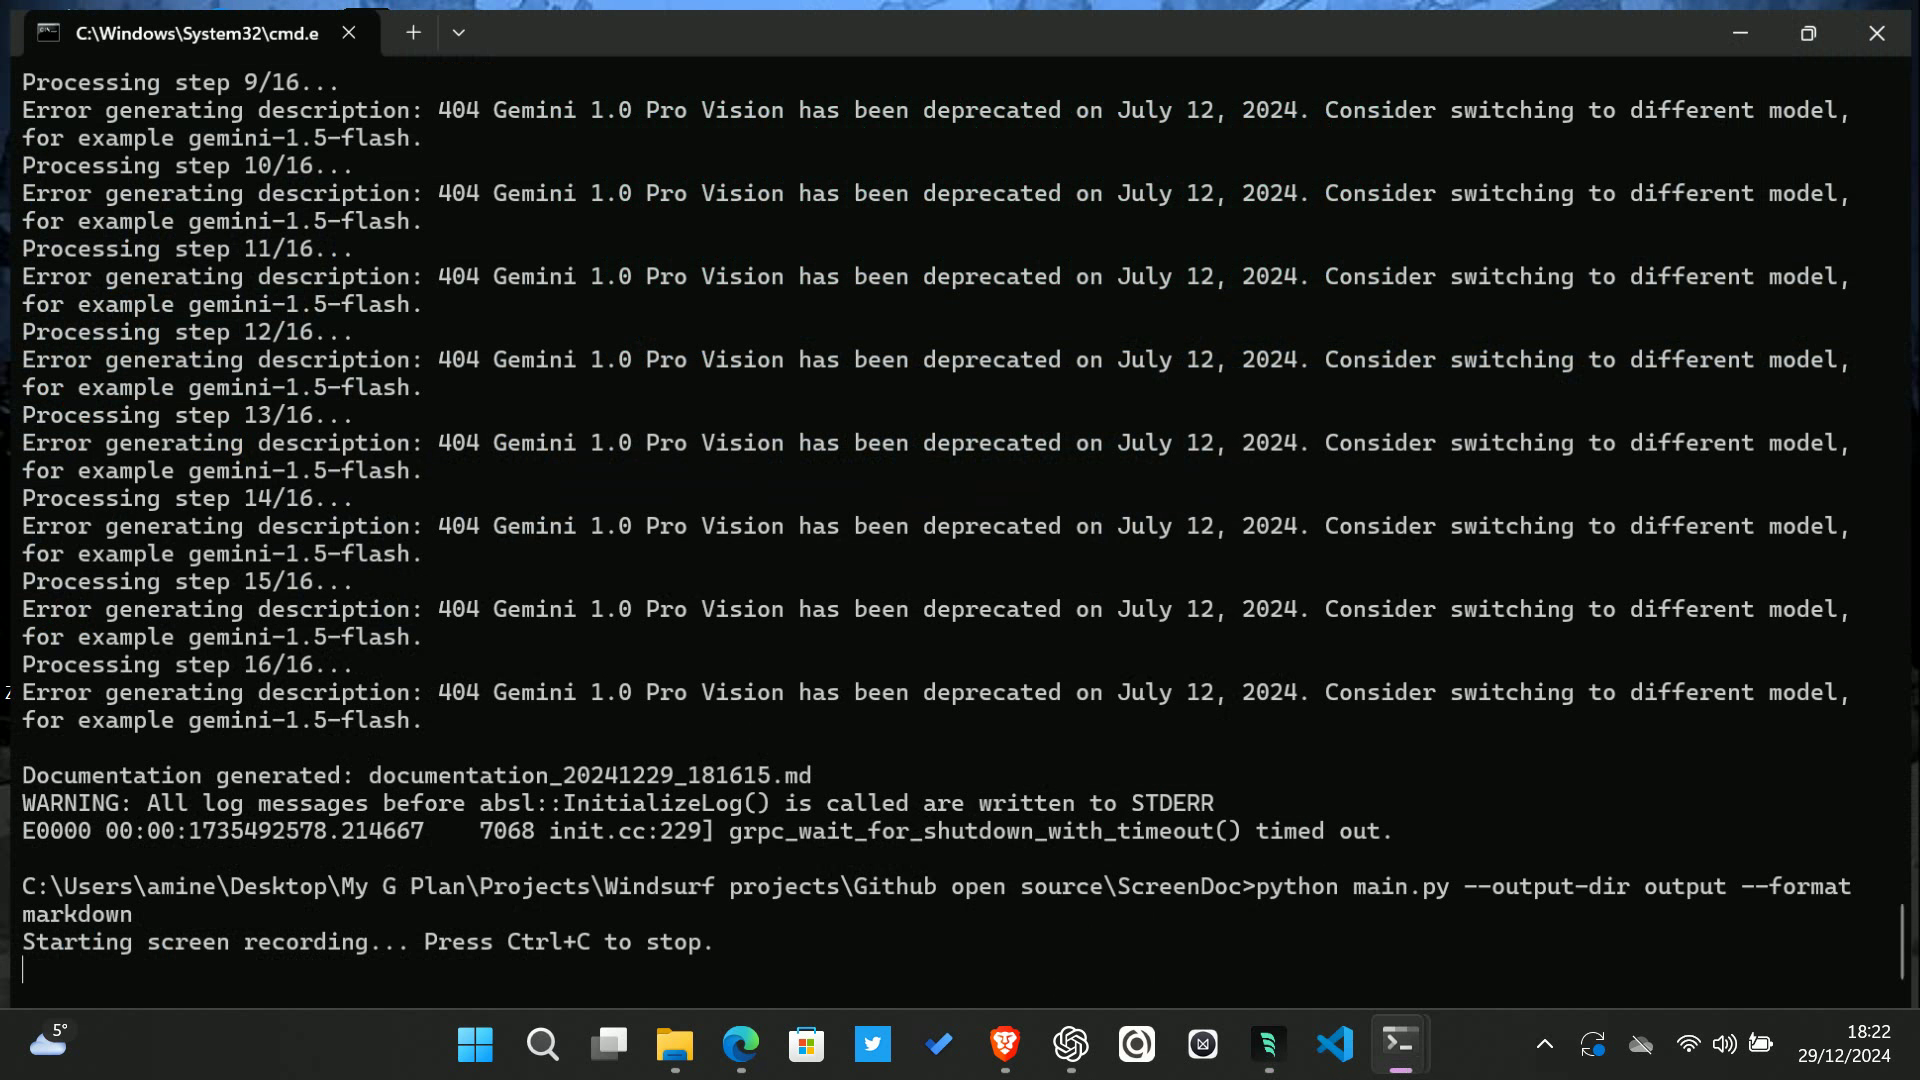 C:\Windows\System32\cmd.e
Processing step 9/16...
Error generating description: 404 Gemini 1.0 Pro Vision has been deprecated on July 12, 2024. Consider switching to different model,
for example gemini-1.5-flash.
Processing step 10/16...
Error generating description: 404 Gemini 1.0 Pro Vision has been deprecated on July 12, 2024. Consider switching to different model,
for example gemini-1.5-flash.
Processing step 11/16...
Error generating description: 404 Gemini 1.0 Pro Vision has been deprecated on July 12, 2024. Consider switching to different model,
for example gemini-1.5-flash.
Processing step 12/16...
Error generating description: 404 Gemini 1.0 Pro Vision has been deprecated on July 12, 2024. Consider switching to different model,
for example gemini-1.5-flash.
Processing step 13/16...
Error generating description: 404 Gemini 1.0 Pro Vision has been deprecated on July 12, 2024. Consider switching to different model,
for example gemini-1.5-flash.
Processing step 14/16...
Error generating description: 404 Gemini 1.0 Pro Vision has been deprecated on July 12, 2024. Consider switching to different model,
for example gemini-1.5-flash.
Processing step 15/16...
Error generating description: 404 Gemini 1.0 Pro Vision has been deprecated on July 12, 2024. Consider switching to different model,
for example gemini-1.5-flash.
Processing step 16/16...
Error generating description: 404 Gemini 1.0 Pro Vision has been deprecated on July 12, 2024. Consider switching to different model,
for example gemini-1.5-flash.
Documentation generated: documentation_20241229_181615.md
WARNING: All log messages before absl::InitializeLog() is called are written to STDERR
E0000 00:00:1735492578.214667    7068 init.cc:229] grpc_wait_for_shutdown_with_timeout() timed out.
C:\Users\amine\Desktop\My G Plan\Projects\Windsurf projects\Github open source\ScreenDoc>python main.py --output-dir output --format
markdown
Starting screen recording... Press Ctrl+C to stop.
5°
18:22
29/12/2024